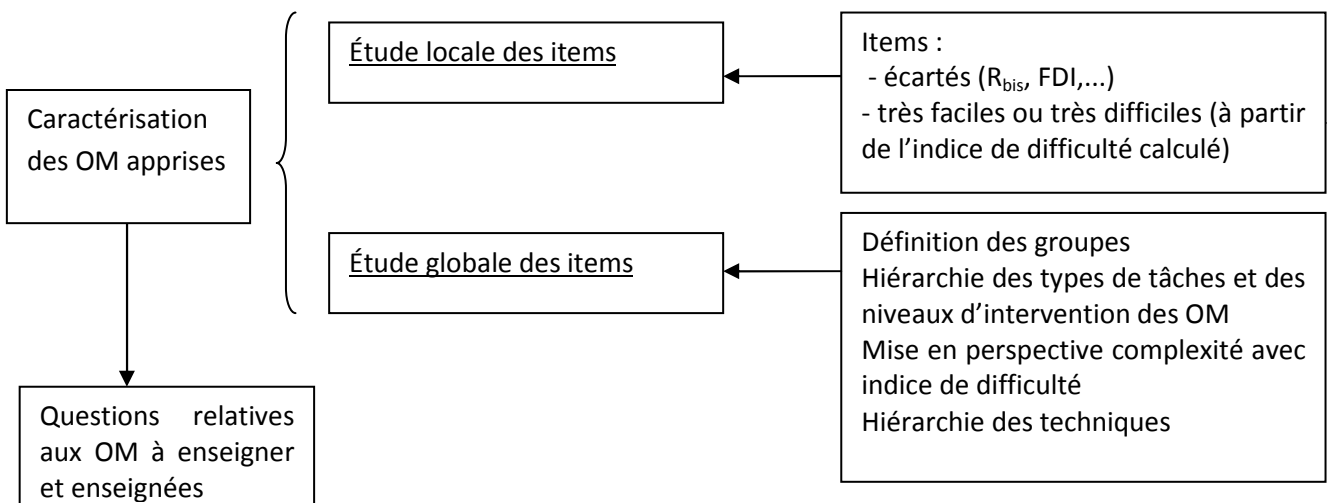 Caractérisation
des OM apprises
Questions relatives
aux OM à enseigner
et enseignées
Étude locale des items
Étude globale des items
Items :
- écartés (Rbis, FDI,...)
- très faciles ou très difficiles (à partir
de l’indice de difficulté calculé)
Définition des groupes
Hiérarchie des types de tâches et des
niveaux d’intervention des OM
Mise en perspective complexité avec
indice de difficulté
Hiérarchie des techniques